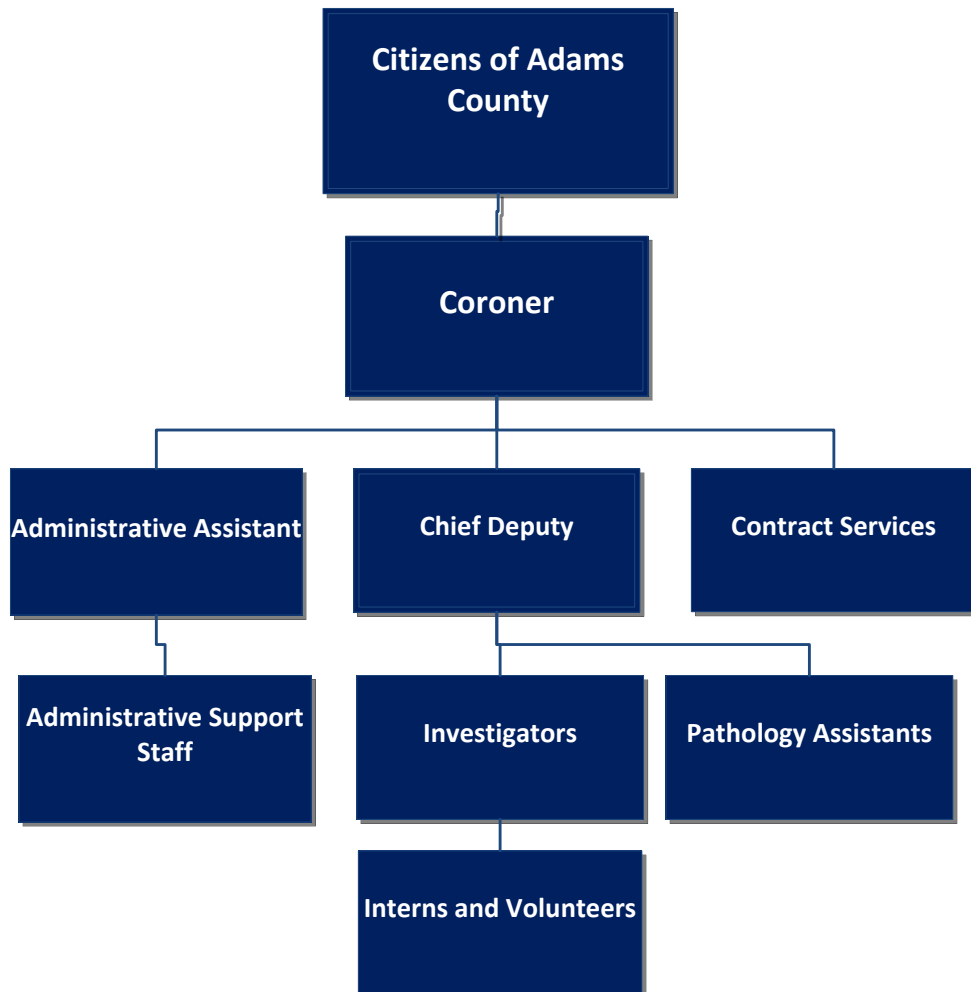 Citizens of Adams
County
Coroner
Administrative Assistant
Chief Deputy
Contract Services
Administrative Support
Staff
Investigators
Pathology Assistants
Interns and Volunteers